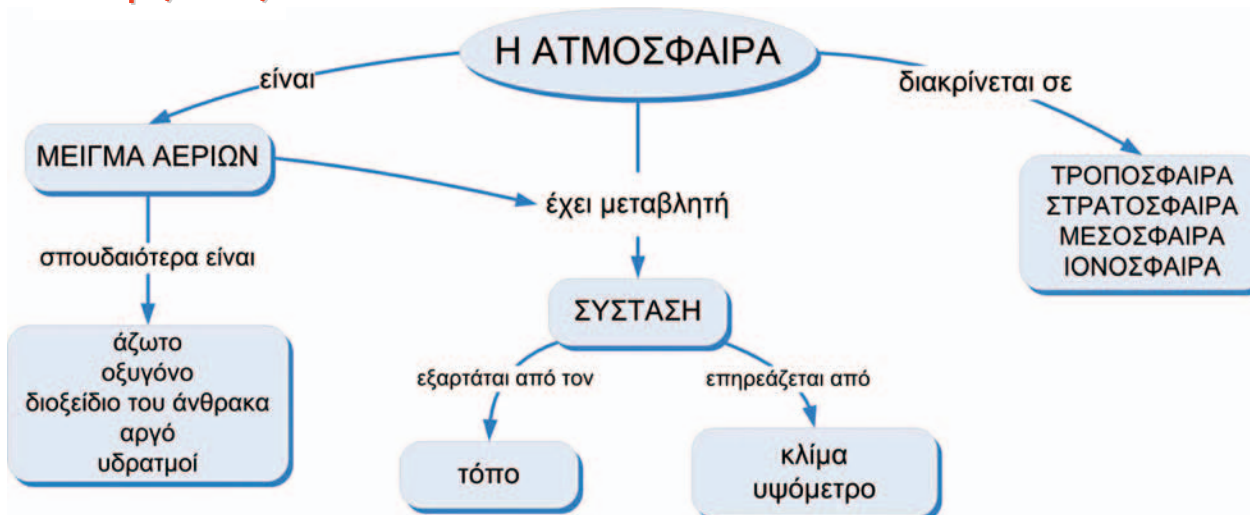 Η ΑΤΜΟΣΦΑΙΡΑ
είναι
διακρίνεται σε
ΜΕΙΓΜΑ ΑΕΡΙΩΝ
έχει μεταβλητή
ΤΡΟΠΟΣΦΑΙΡΑ
ΣΤΡΑΤΟΣΦΑΙΡΑ
ΜΕΣΟΣΦΑΙΡΑ
ΙΟΝΟΣΦΑΙΡΑ
σπουδαιότερα είναι
άζωτο
οξυγόνο
διοξείδιο του άνθρακα
αργό
υδρατμοί
ΣΥΣΤΑΣΗ
εξαρτάται από τον
επηρεάζεται από
τόπο
κλίμα
υψόμετρο